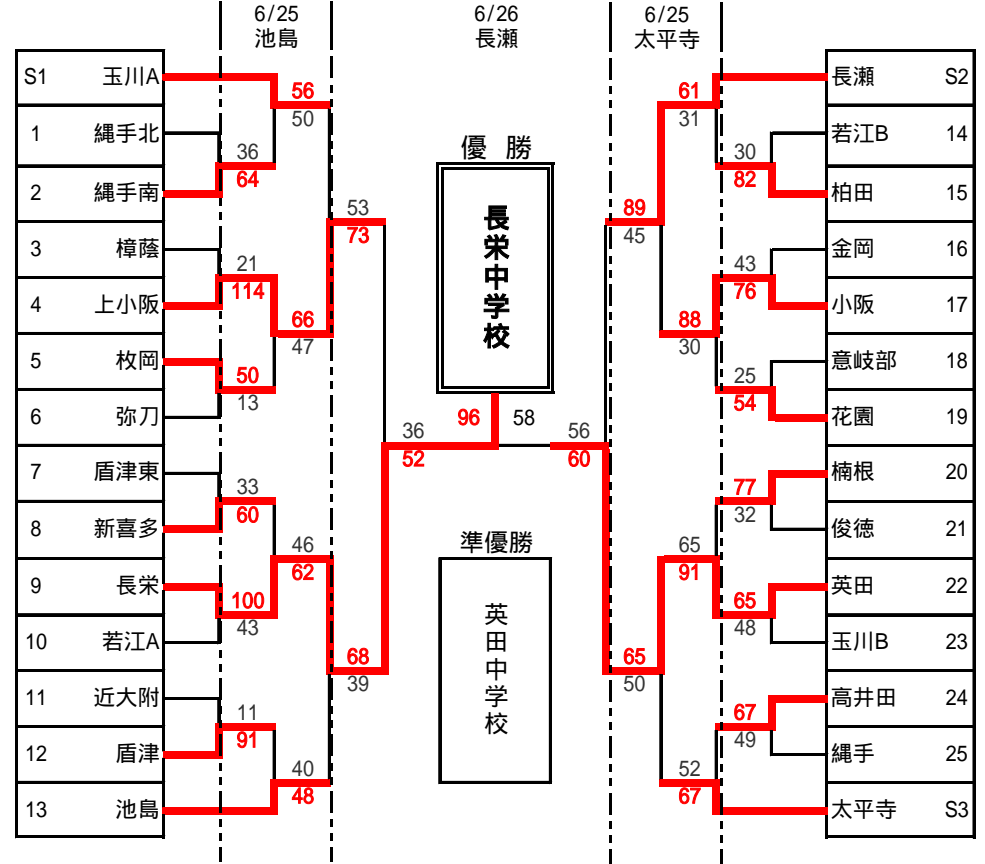 6/25
池島
6/26
長瀬
6/25
太平寺
S1 玉川A
1 縄手北
2 縄手南
3 樟蔭
4 上小阪
5 枚岡
6 弥刀
7 盾津東
8 新喜多
9 長栄
10 若江A
11 近大附
12 盾津
13 池島
56
50
36
64
21
114
66
47
50
13
33
60
46
62
100
43
11
91
40
48
53
73
68
39
36
52
優 勝
長栄中学校
96 58
準優勝
英田中学校
56
60
89
45
65
50
61
31
88
30
65
91
52
67
30
82
43
76
25
54
77
32
65
48
67
49
長瀬 S2
若江B 14
柏田 15
金岡 16
小阪 17
意岐部 18
花園 19
楠根 20
俊徳 21
英田 22
玉川B 23
高井田 24
縄手 25
太平寺 S3